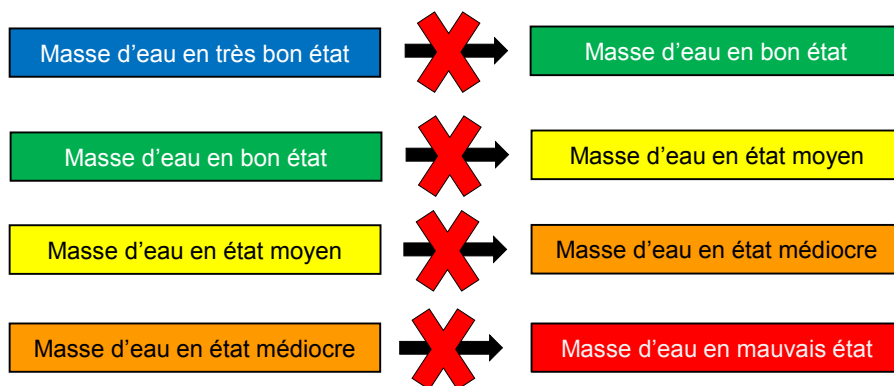 Masse d'eau en très bon état
Masse d'eau en bon état
Masse d'eau en bon état
Masse d'eau en état moyen
Masse d'eau en état moyen
Masse d'eau en état médiocre
Masse d'eau en état médiocre
Masse d'eau en mauvais état